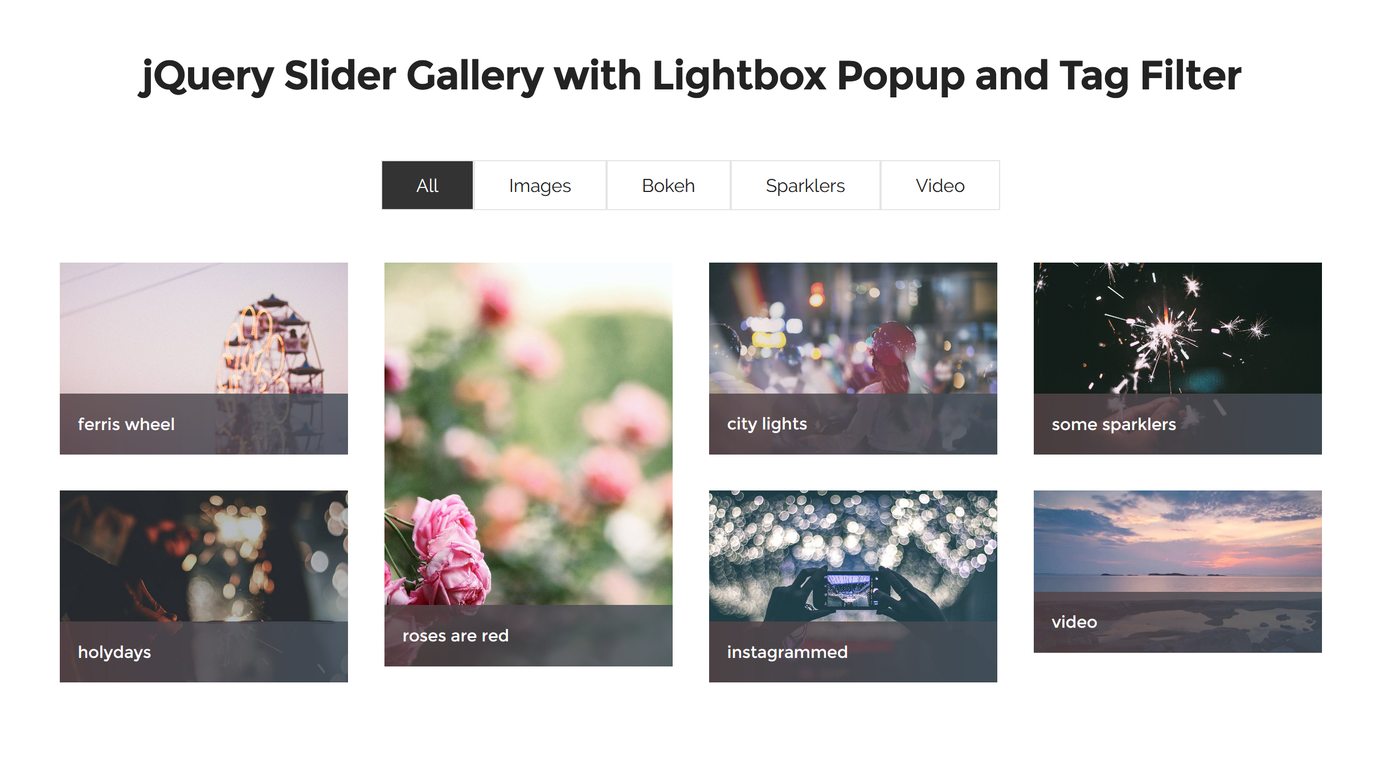 jQuery Slider Gallery with Lightbox Popup and Tag Filter
All
Images
Bokeh
Sparklers
Video
ferris wheel
roses are red
city lights
some sparklers
holydays
instagrammed
video